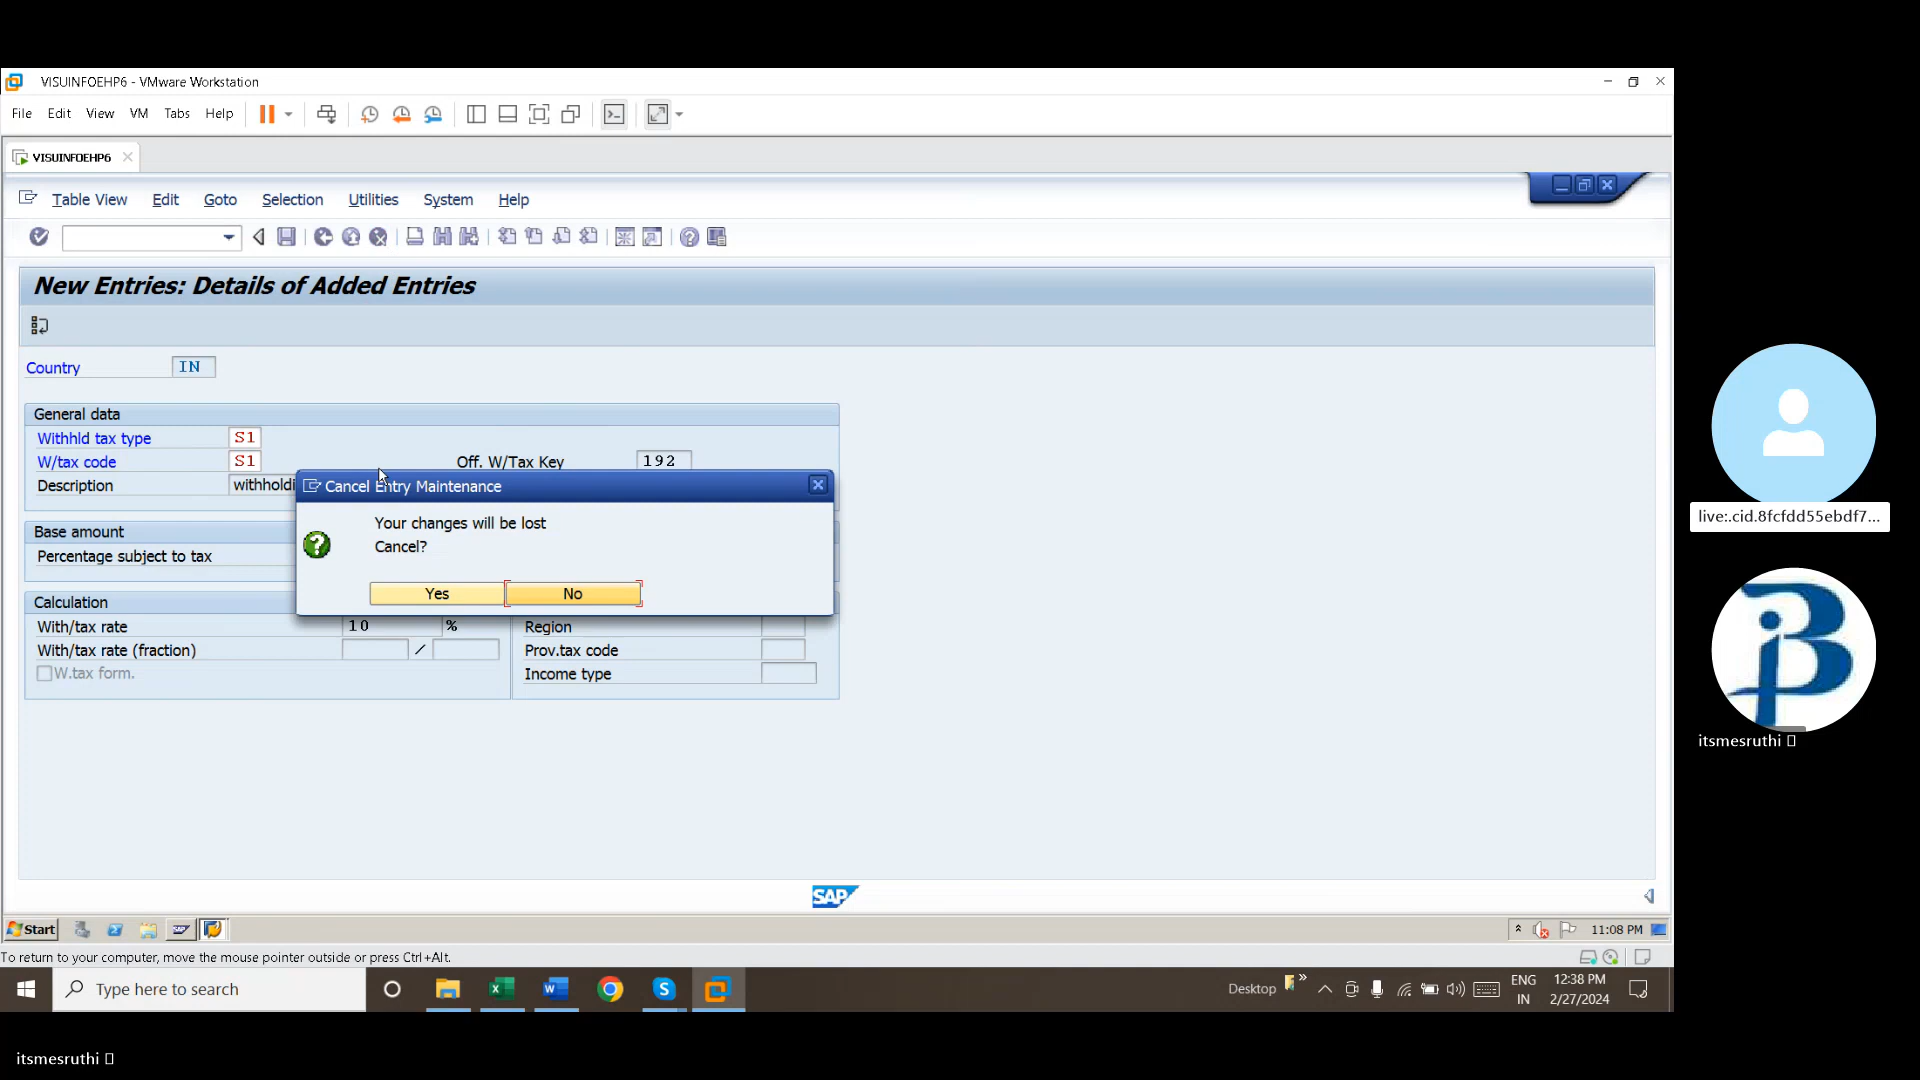 VISUINFOEHP6 - VMware Workstation
File Edit View VM Tabs Help
VISUINFOEHP6
Table View Edit Goto Selection Utilities System Help
New Entries: Details of Added Entries
Country IN
General data
Withhld tax type S1
W/tax code S1 Off. W/Tax Key 192
Description withholdi
Cancel Entry Maintenance
Your changes will be lost
Cancel?
Yes No
Base amount
Percentage subject to tax
Calculation
With/tax rate 10 % Region
With/tax rate (fraction) / Prov.tax code
W.tax form. Income type
SAP
Start 11:08 PM
To return to your computer, move the mouse pointer outside or press Ctrl+Alt.
Type here to search Desktop ENG 12:38 PM
IN 2/27/2024
live:.cid.8fcfdd55ebdf7...
itsmesruthi
itsmesruthi